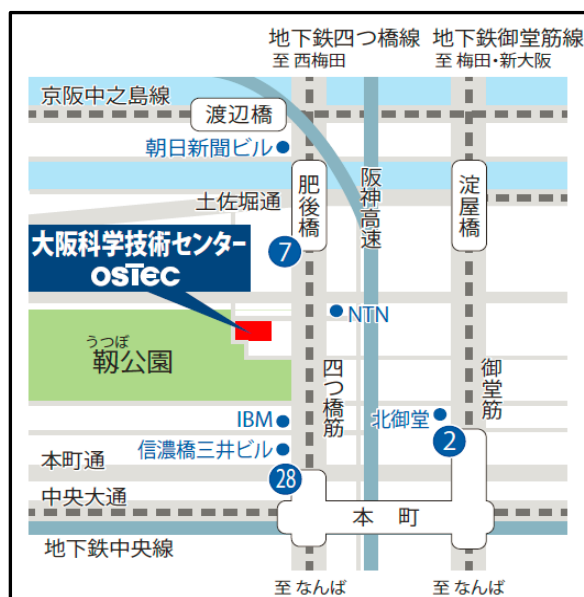 地下鉄四つ橋線
至 西梅田
地下鉄御堂筋線
至 梅田・新大阪
京阪中之島線
渡辺橋
朝日新聞ビル
肥後橋
阪神高速
淀屋橋
土佐堀通
大阪科学技術センター
OSTEC
7
NTN
うつぼ
靱公園
四つ橋筋
御堂筋
IBM
北御堂
2
信濃橋三井ビル
本町通
28
中央大通
本町
地下鉄中央線
至 なんば
至 なんば